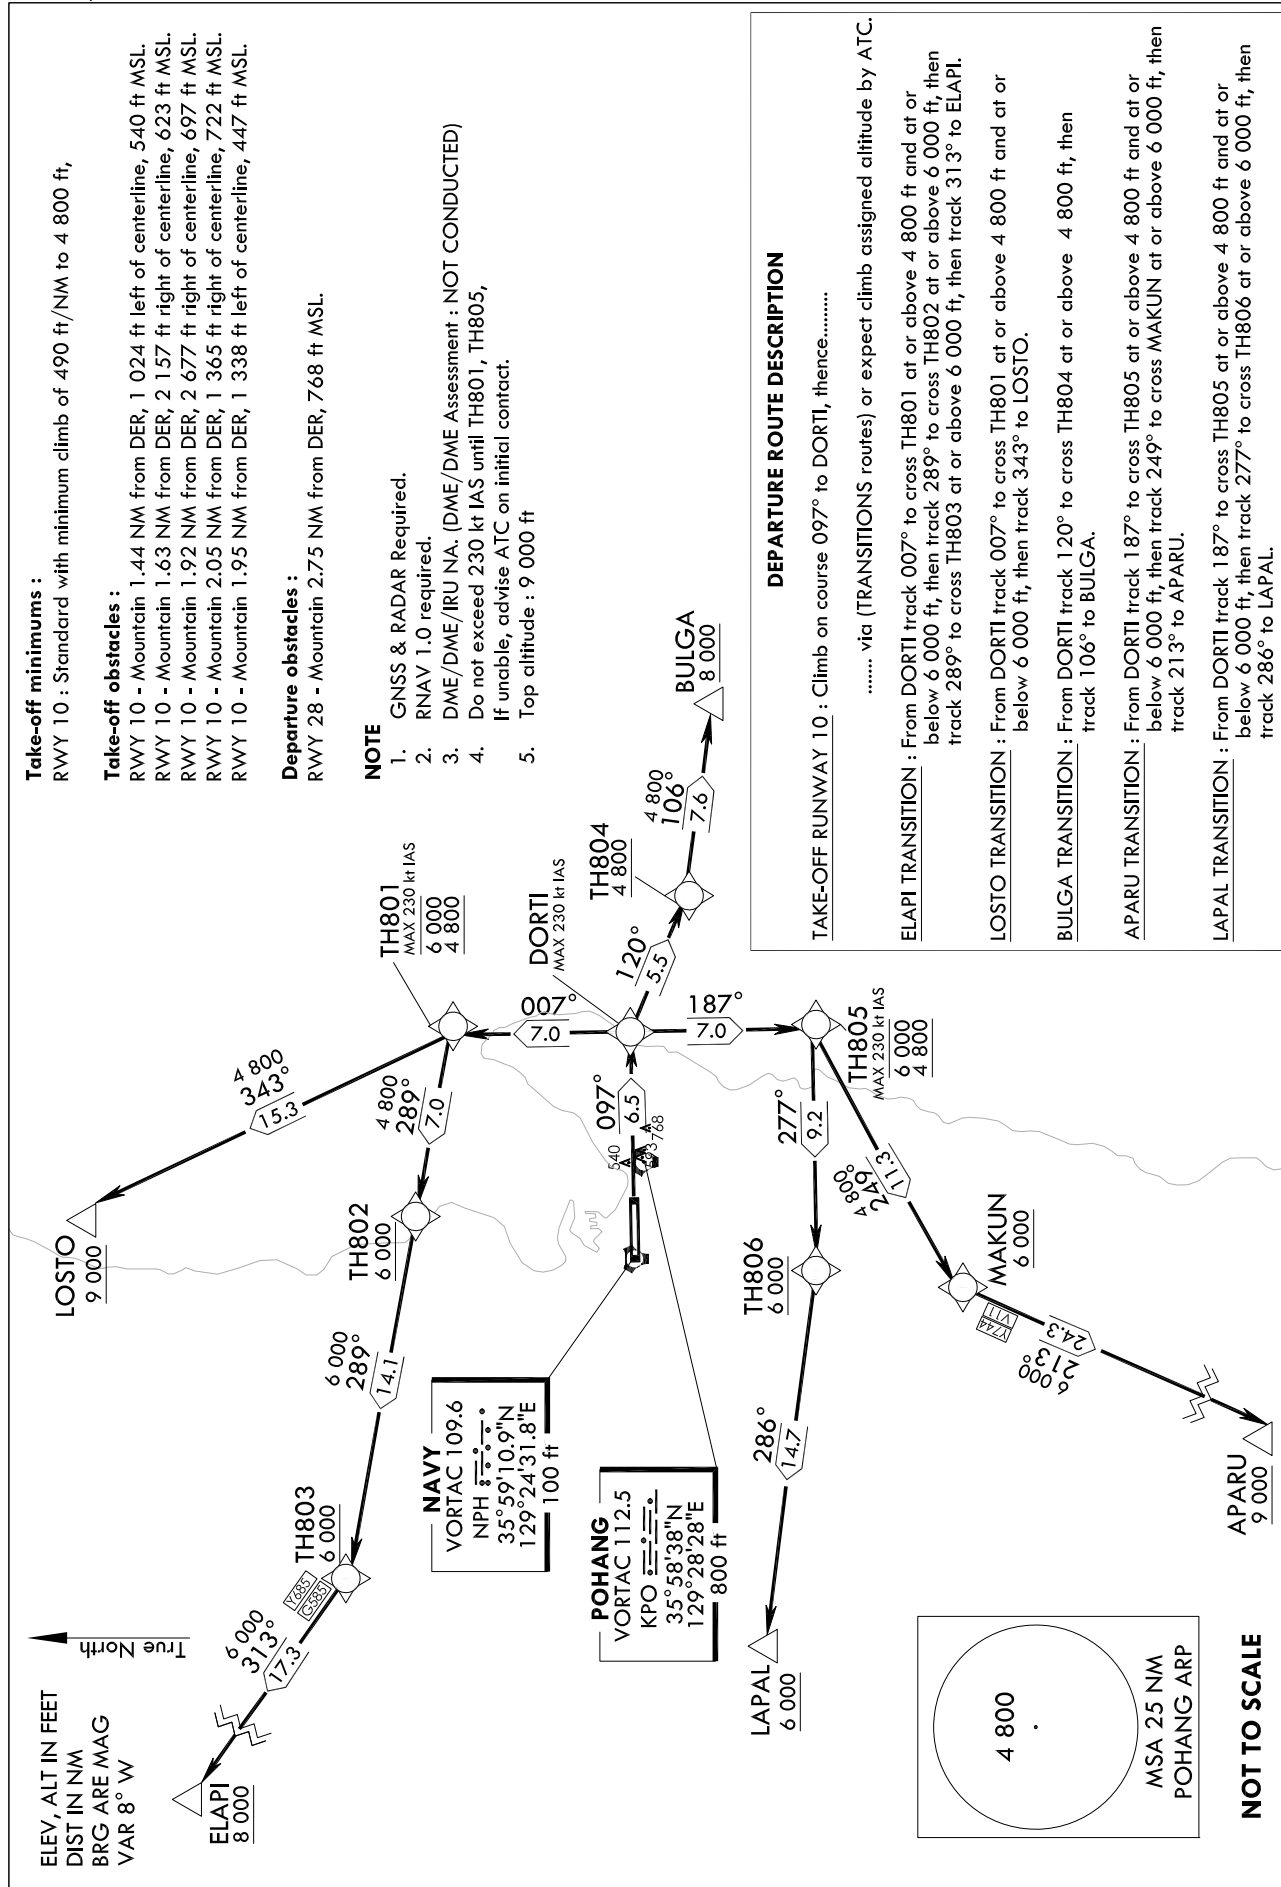 ELEV, ALT IN FEET
DIST IN NM
BRG ARE MAG
VAR 8° W
True North
Take-off minimums :
RWY 10 : Standard with minimum climb of 490 ft/NM to 4 800 ft,
Take-off obstacles :
RWY 10 - Mountain 1.44 NM from DER, 1 024 ft left of centerline, 540 ft MSL.
RWY 10 - Mountain 1.63 NM from DER, 2 157 ft right of centerline, 623 ft MSL.
RWY 10 - Mountain 1.92 NM from DER, 2 677 ft right of centerline, 697 ft MSL.
RWY 10 - Mountain 2.05 NM from DER, 1 365 ft right of centerline, 722 ft MSL.
RWY 10 - Mountain 1.95 NM from DER, 1 338 ft left of centerline, 447 ft MSL.
Departure obstacles :
RWY 28 - Mountain 2.75 NM from DER, 768 ft MSL.
NOTE
1. GNSS & RADAR Required.
2. RNAV 1.0 required.
3. DME/DME/IRU NA. (DME/DME Assessment : NOT CONDUCTED)
4. Do not exceed 230 kt IAS until TH801, TH805,
If unable, advise ATC on initial contact.
5. Top altitude : 9 000 ft
ELAPI
8 000
6 000
313°
17.3
Y685
G585
TH803
6 000
6 000
289°
14.1
TH802
6 000
4 800
289°
7.0
LOSTO
9 000
4 800
343°
15.3
TH801
MAX 230 kt IAS
6 000
4 800
007°
7.0
DORTI
MAX 230 kt IAS
097°
6.5
540
768
120°
5.5
TH804
4 800
4 800
106°
7.6
BULGA
8 000
187°
7.0
TH805
MAX 230 kt IAS
6 000
4 800
277°
9.2
TH806
6 000
286°
14.7
LAPAL
6 000
4 800
249°
11.3
MAKUN
6 000
Y744
V11
6 000
213°
24.3
APARU
9 000
NAVY
VORTAC 109.6
NPH
35°59'10.9"N
129°24'31.8"E
100 ft
POHANG
VORTAC 112.5
KPO
35°58'38"N
129°28'28"E
800 ft
4 800
MSA 25 NM
POHANG ARP
NOT TO SCALE
DEPARTURE ROUTE DESCRIPTION
TAKE-OFF RUNWAY 10 : Climb on course 097° to DORTI, thence.........
....... via (TRANSITIONS routes) or expect climb assigned altitude by ATC.
ELAPI TRANSITION : From DORTI track 007° to cross TH801 at or above 4 800 ft and at or
below 6 000 ft, then track 289° to cross TH802 at or above 6 000 ft, then
track 289° to cross TH803 at or above 6 000 ft, then track 313° to ELAPI.
LOSTO TRANSITION : From DORTI track 007° to cross TH801 at or above 4 800 ft and at or
below 6 000 ft, then track 343° to LOSTO.
BULGA TRANSITION : From DORTI track 120° to cross TH804 at or above 4 800 ft, then
track 106° to BULGA.
APARU TRANSITION : From DORTI track 187° to cross TH805 at or above 4 800 ft and at or
below 6 000 ft, then track 249° to cross MAKUN at or above 6 000 ft, then
track 213° to APARU.
LAPAL TRANSITION : From DORTI track 187° to cross TH805 at or above 4 800 ft and at or
below 6 000 ft, then track 277° to cross TH806 at or above 6 000 ft, then
track 286° to LAPAL.